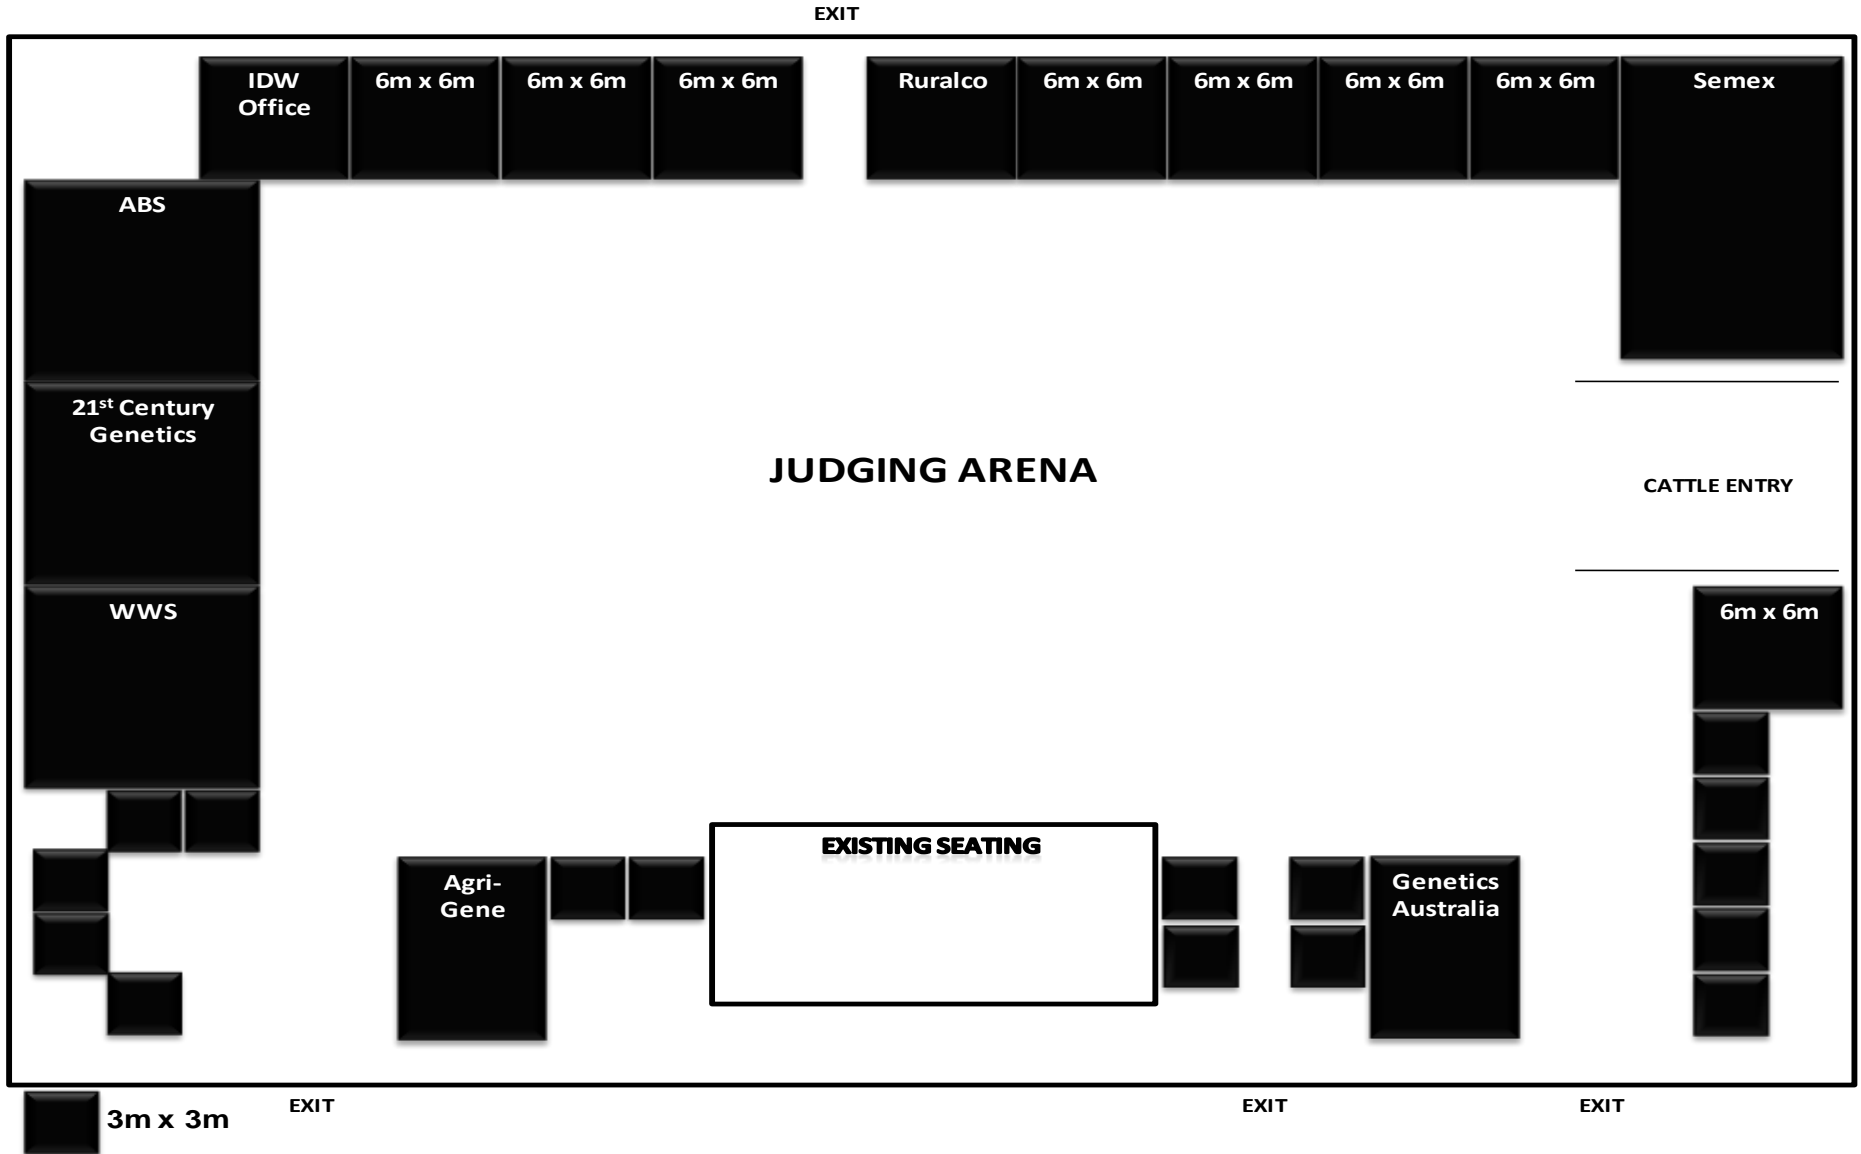 EXIT
IDW
Office
6m x 6m
6m x 6m
6m x 6m
Ruralco
6m x 6m
6m x 6m
6m x 6m
6m x 6m
Semex
ABS
21st Century
Genetics
JUDGING ARENA
CATTLE ENTRY
WWS
6m x 6m
EXISTING SEATING
Agri-
Gene
Genetics
Australia
3m x 3m
EXIT
EXIT
EXIT